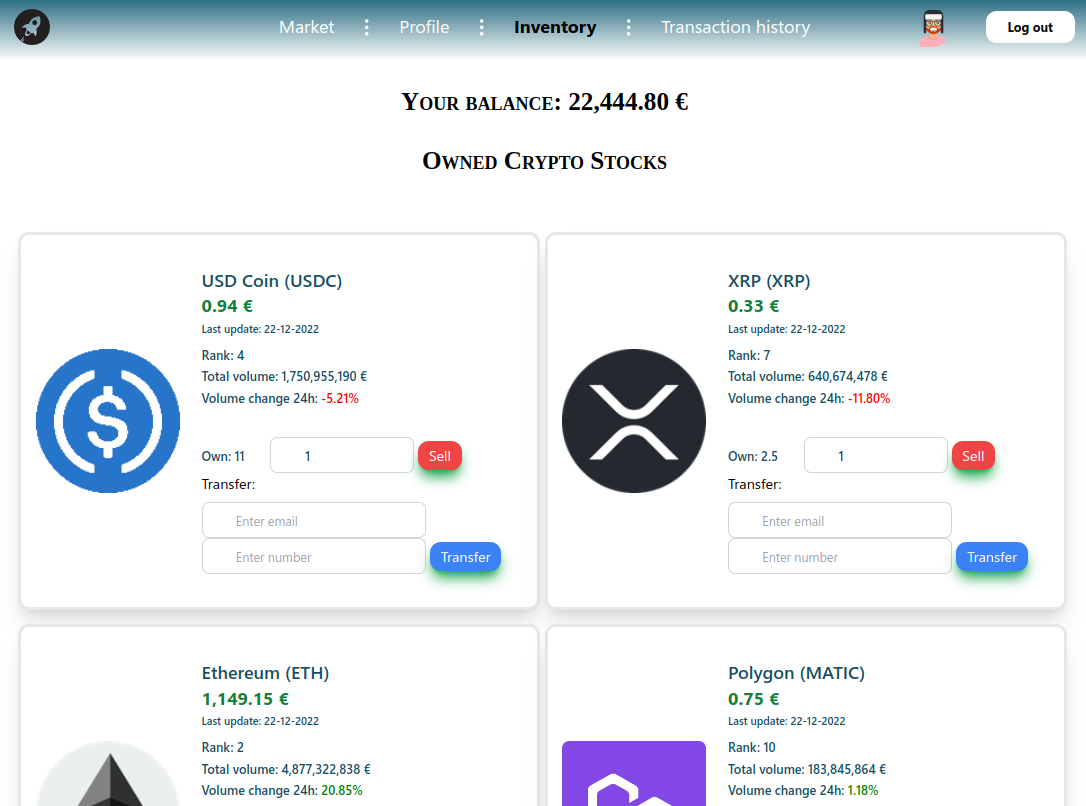 Market Profile Inventory Transaction history Log out
Your balance: 22,444.80 €
Owned Crypto Stocks
USD Coin (USDC)
0.94 €
Last update: 22-12-2022
Rank: 4
Total volume: 1,750,955,190 €
Volume change 24h: -5.21%
Own: 11 1 Sell
Transfer:
Enter email
Enter number Transfer
XRP (XRP)
0.33 €
Last update: 22-12-2022
Rank: 7
Total volume: 640,674,478 €
Volume change 24h: -11.80%
Own: 2.5 1 Sell
Transfer:
Enter email
Enter number Transfer
Ethereum (ETH)
1,149.15 €
Last update: 22-12-2022
Rank: 2
Total volume: 4,877,322,838 €
Volume change 24h: 20.85%
Polygon (MATIC)
0.75 €
Last update: 22-12-2022
Rank: 10
Total volume: 183,845,864 €
Volume change 24h: 1.18%